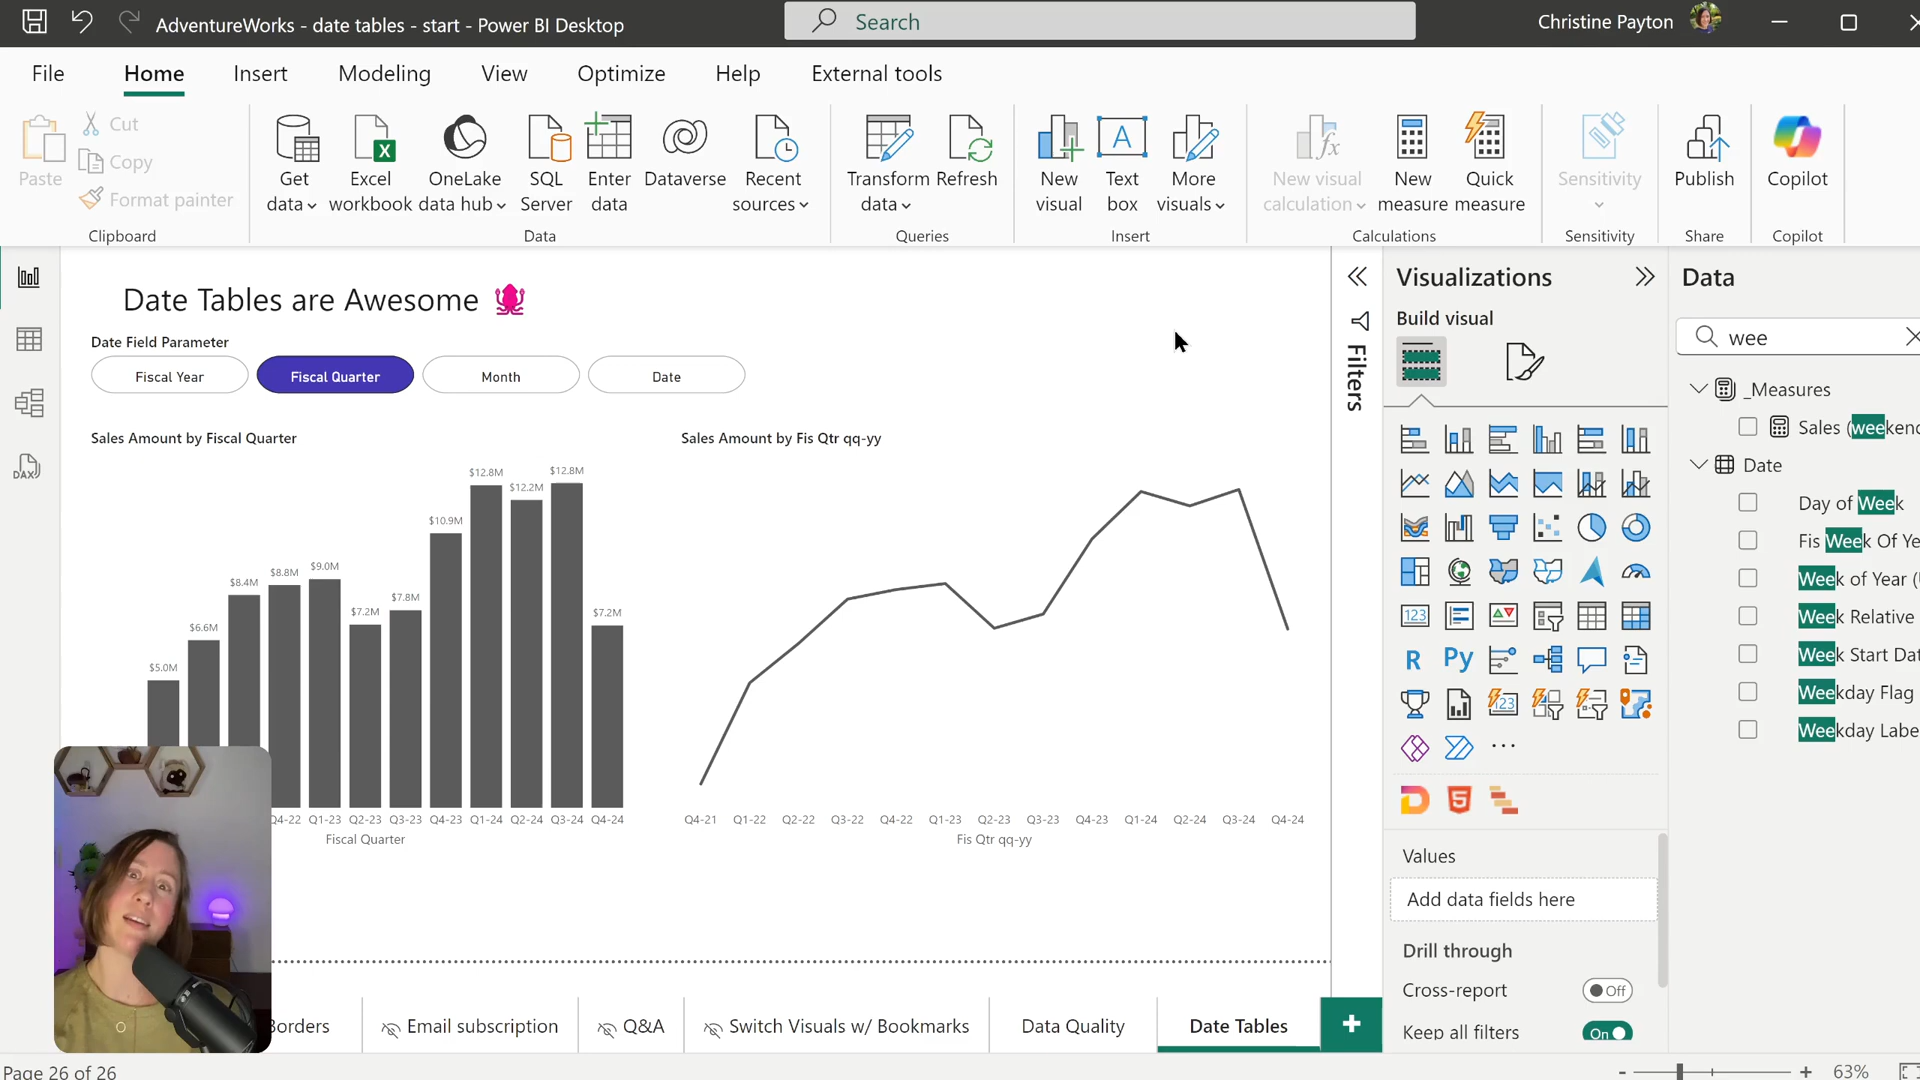 AdventureWorks - date tables - start - Power BI Desktop
Search
Christine Payton
File
Home
Insert
Modeling
View
Optimize
Help
External tools
Paste
Cut
Copy
Format painter
Clipboard
Get data
Excel workbook
OneLake data hub
SQL Server
Enter data
Dataverse
Recent sources
Data
Transform data
Refresh
Queries
New visual
Text box
More visuals
Insert
New visual calculation
New measure
Quick measure
Calculations
Sensitivity
Sensitivity
Publish
Share
Copilot
Copilot
DAX
Date Tables are Awesome
Date Field Parameter
Fiscal Year
Fiscal Quarter
Month
Date
Sales Amount by Fiscal Quarter
$5.0M
$6.6M
$8.4M
$8.8M
$9.0M
$7.2M
$7.8M
$10.9M
$12.8M
$12.2M
$12.8M
$7.2M
Q4-22 Q1-23 Q2-23 Q3-23 Q4-23 Q1-24 Q2-24 Q3-24 Q4-24
Fiscal Quarter
Sales Amount by Fis Qtr qq-yy
Q4-21 Q1-22 Q2-22 Q3-22 Q4-22 Q1-23 Q2-23 Q3-23 Q4-23 Q1-24 Q2-24 Q3-24 Q4-24
Fis Qtr qq-yy
Filters
Visualizations
Build visual
123
R
Py
123
5
Values
Add data fields here
Drill through
Cross-report
Off
Keep all filters
On
Data
wee
_Measures
Sales (weekend
Date
Day of Week
Fis Week Of Ye
Week of Year (
Week Relative
Week Start Dat
Weekday Flag
Weekday Labe
Borders
Email subscription
Q&A
Switch Visuals w/ Bookmarks
Data Quality
Date Tables
+
Page 26 of 26
- + 63%